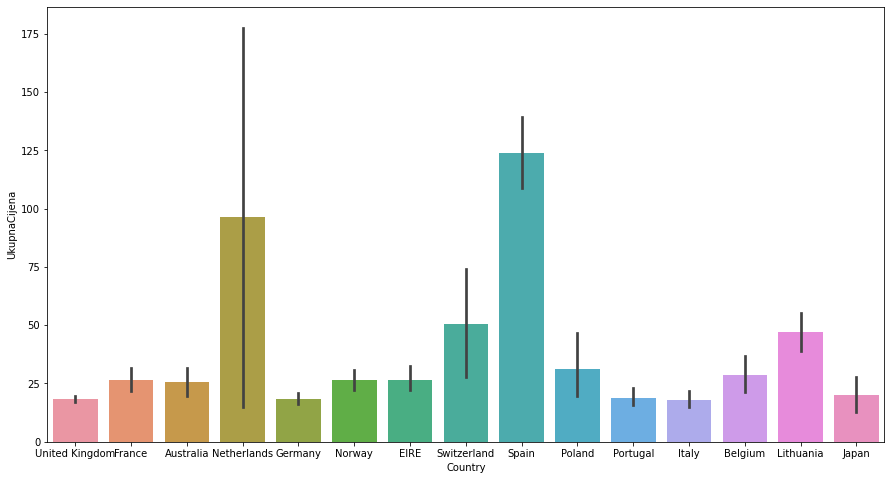 175
150
125
100
75
50
25
0
UkupnaCijena
United Kingdom France Australia Netherlands Germany Norway EIRE Switzerland Spain Poland Portugal Italy Belgium Lithuania Japan
Country